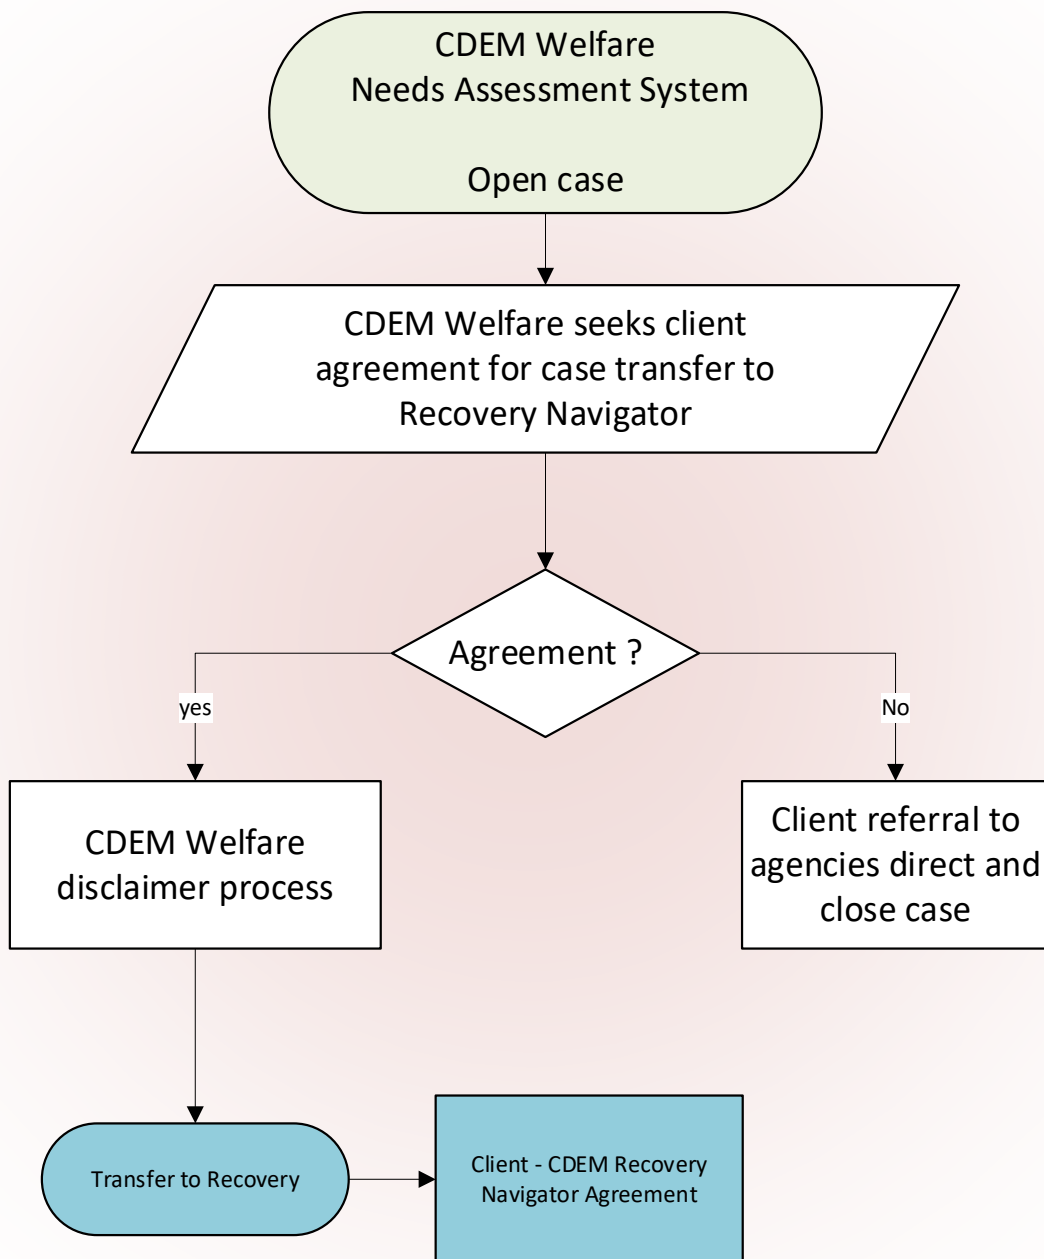 CDEM Welfare
Needs Assessment System
Open case
CDEM Welfare seeks client
agreement for case transfer to
Recovery Navigator
Agreement ?
yes
No
CDEM Welfare
disclaimer process
Client referral to
agencies direct and
close case
Transfer to Recovery
Client - CDEM Recovery
Navigator Agreement